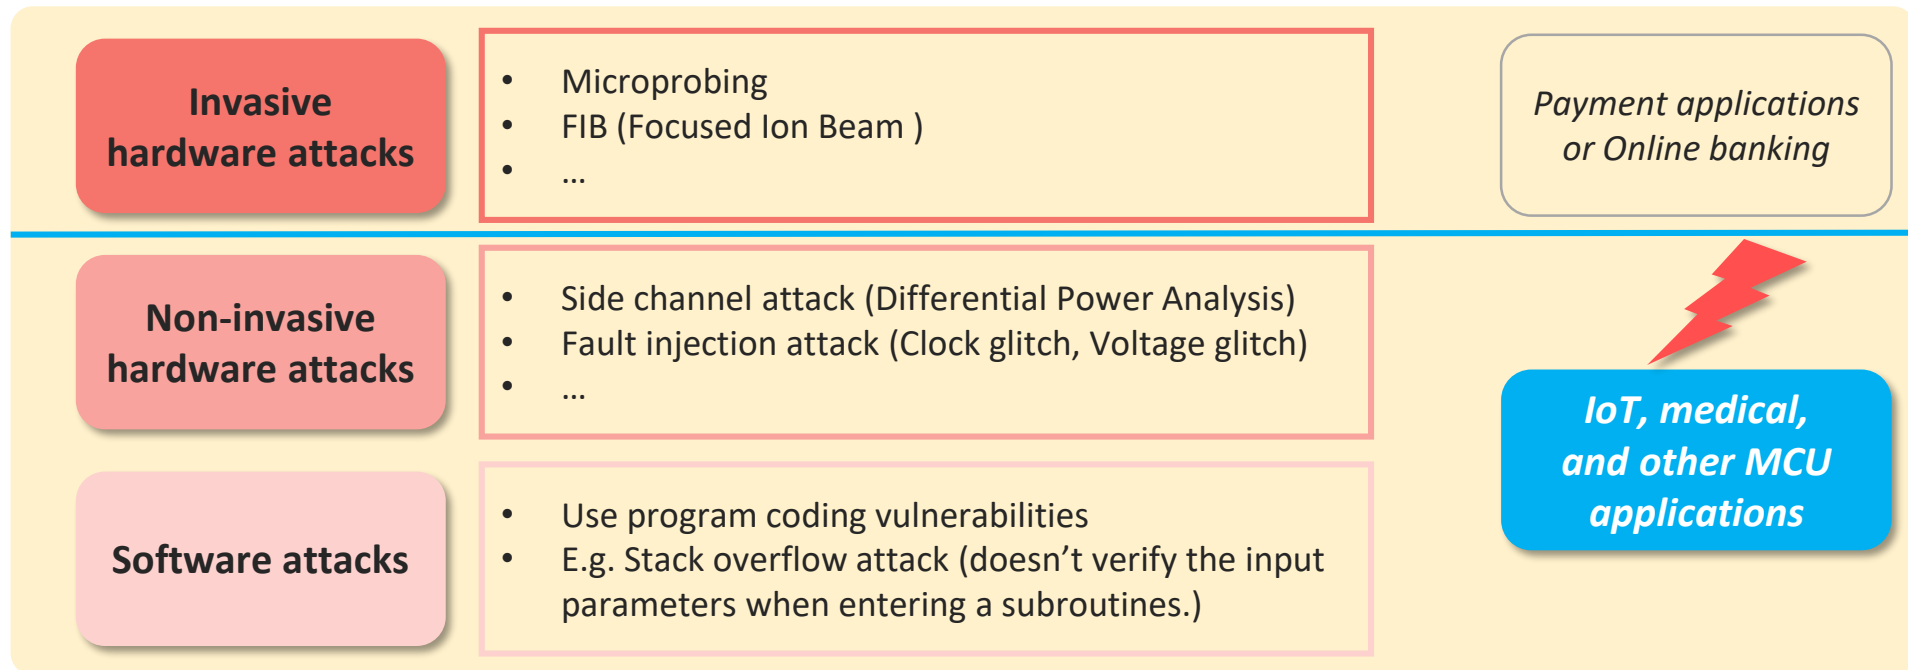 Invasive
hardware attacks
• Microprobing
• FIB (Focused Ion Beam )
• ...
Payment applications
or Online banking
Non-invasive
hardware attacks
• Side channel attack (Differential Power Analysis)
• Fault injection attack (Clock glitch, Voltage glitch)
• ...
IoT, medical,
and other MCU
applications
Software attacks
• Use program coding vulnerabilities
• E.g. Stack overflow attack (doesn’t verify the input
parameters when entering a subroutines.)